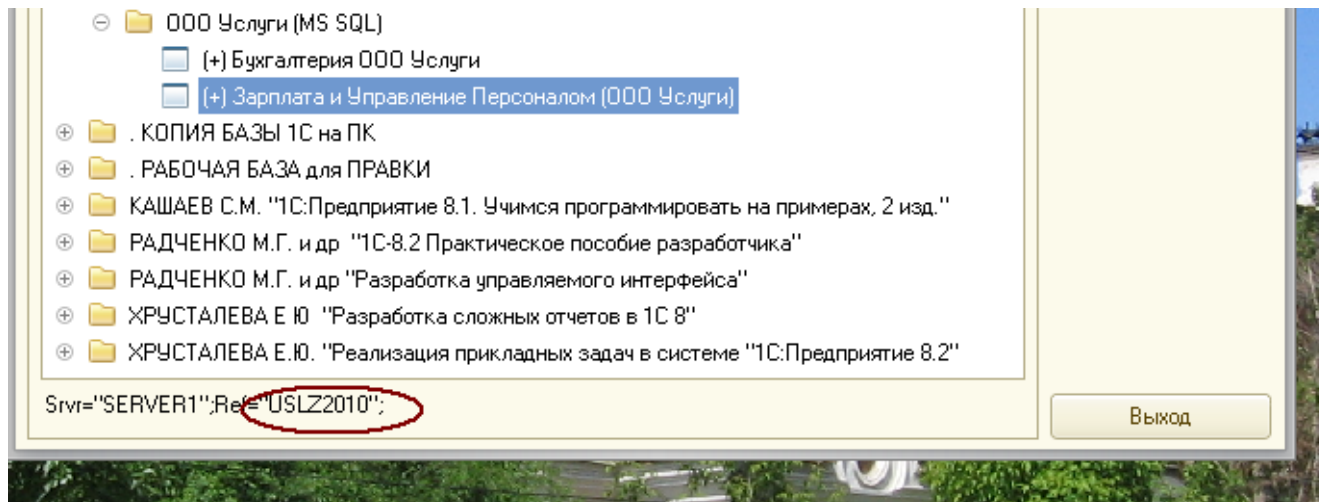 ООО Услуги (MS SQL)
(+) Бухгалтерия ООО Услуги
(+) Зарплата и Управление Персоналом (ООО Услуги)
. КОПИЯ БАЗЫ 1С на ПК
. РАБОЧАЯ БАЗА для ПРАВКИ
КАШАЕВ С.М. "1С:Предприятие 8.1. Учимся программировать на примерах, 2 изд."
РАДЧЕНКО М.Г. и др "1С-8.2 Практическое пособие разработчика"
РАДЧЕНКО М.Г. и др "Разработка управляемого интерфейса"
ХРУСТАЛЕВА Е Ю "Разработка сложных отчетов в 1С 8"
ХРУСТАЛЕВА Е.Ю. "Реализация прикладных задач в системе "1С:Предприятие 8.2"
Srvr="SERVER1";Ref="USLZ2010";
Выход